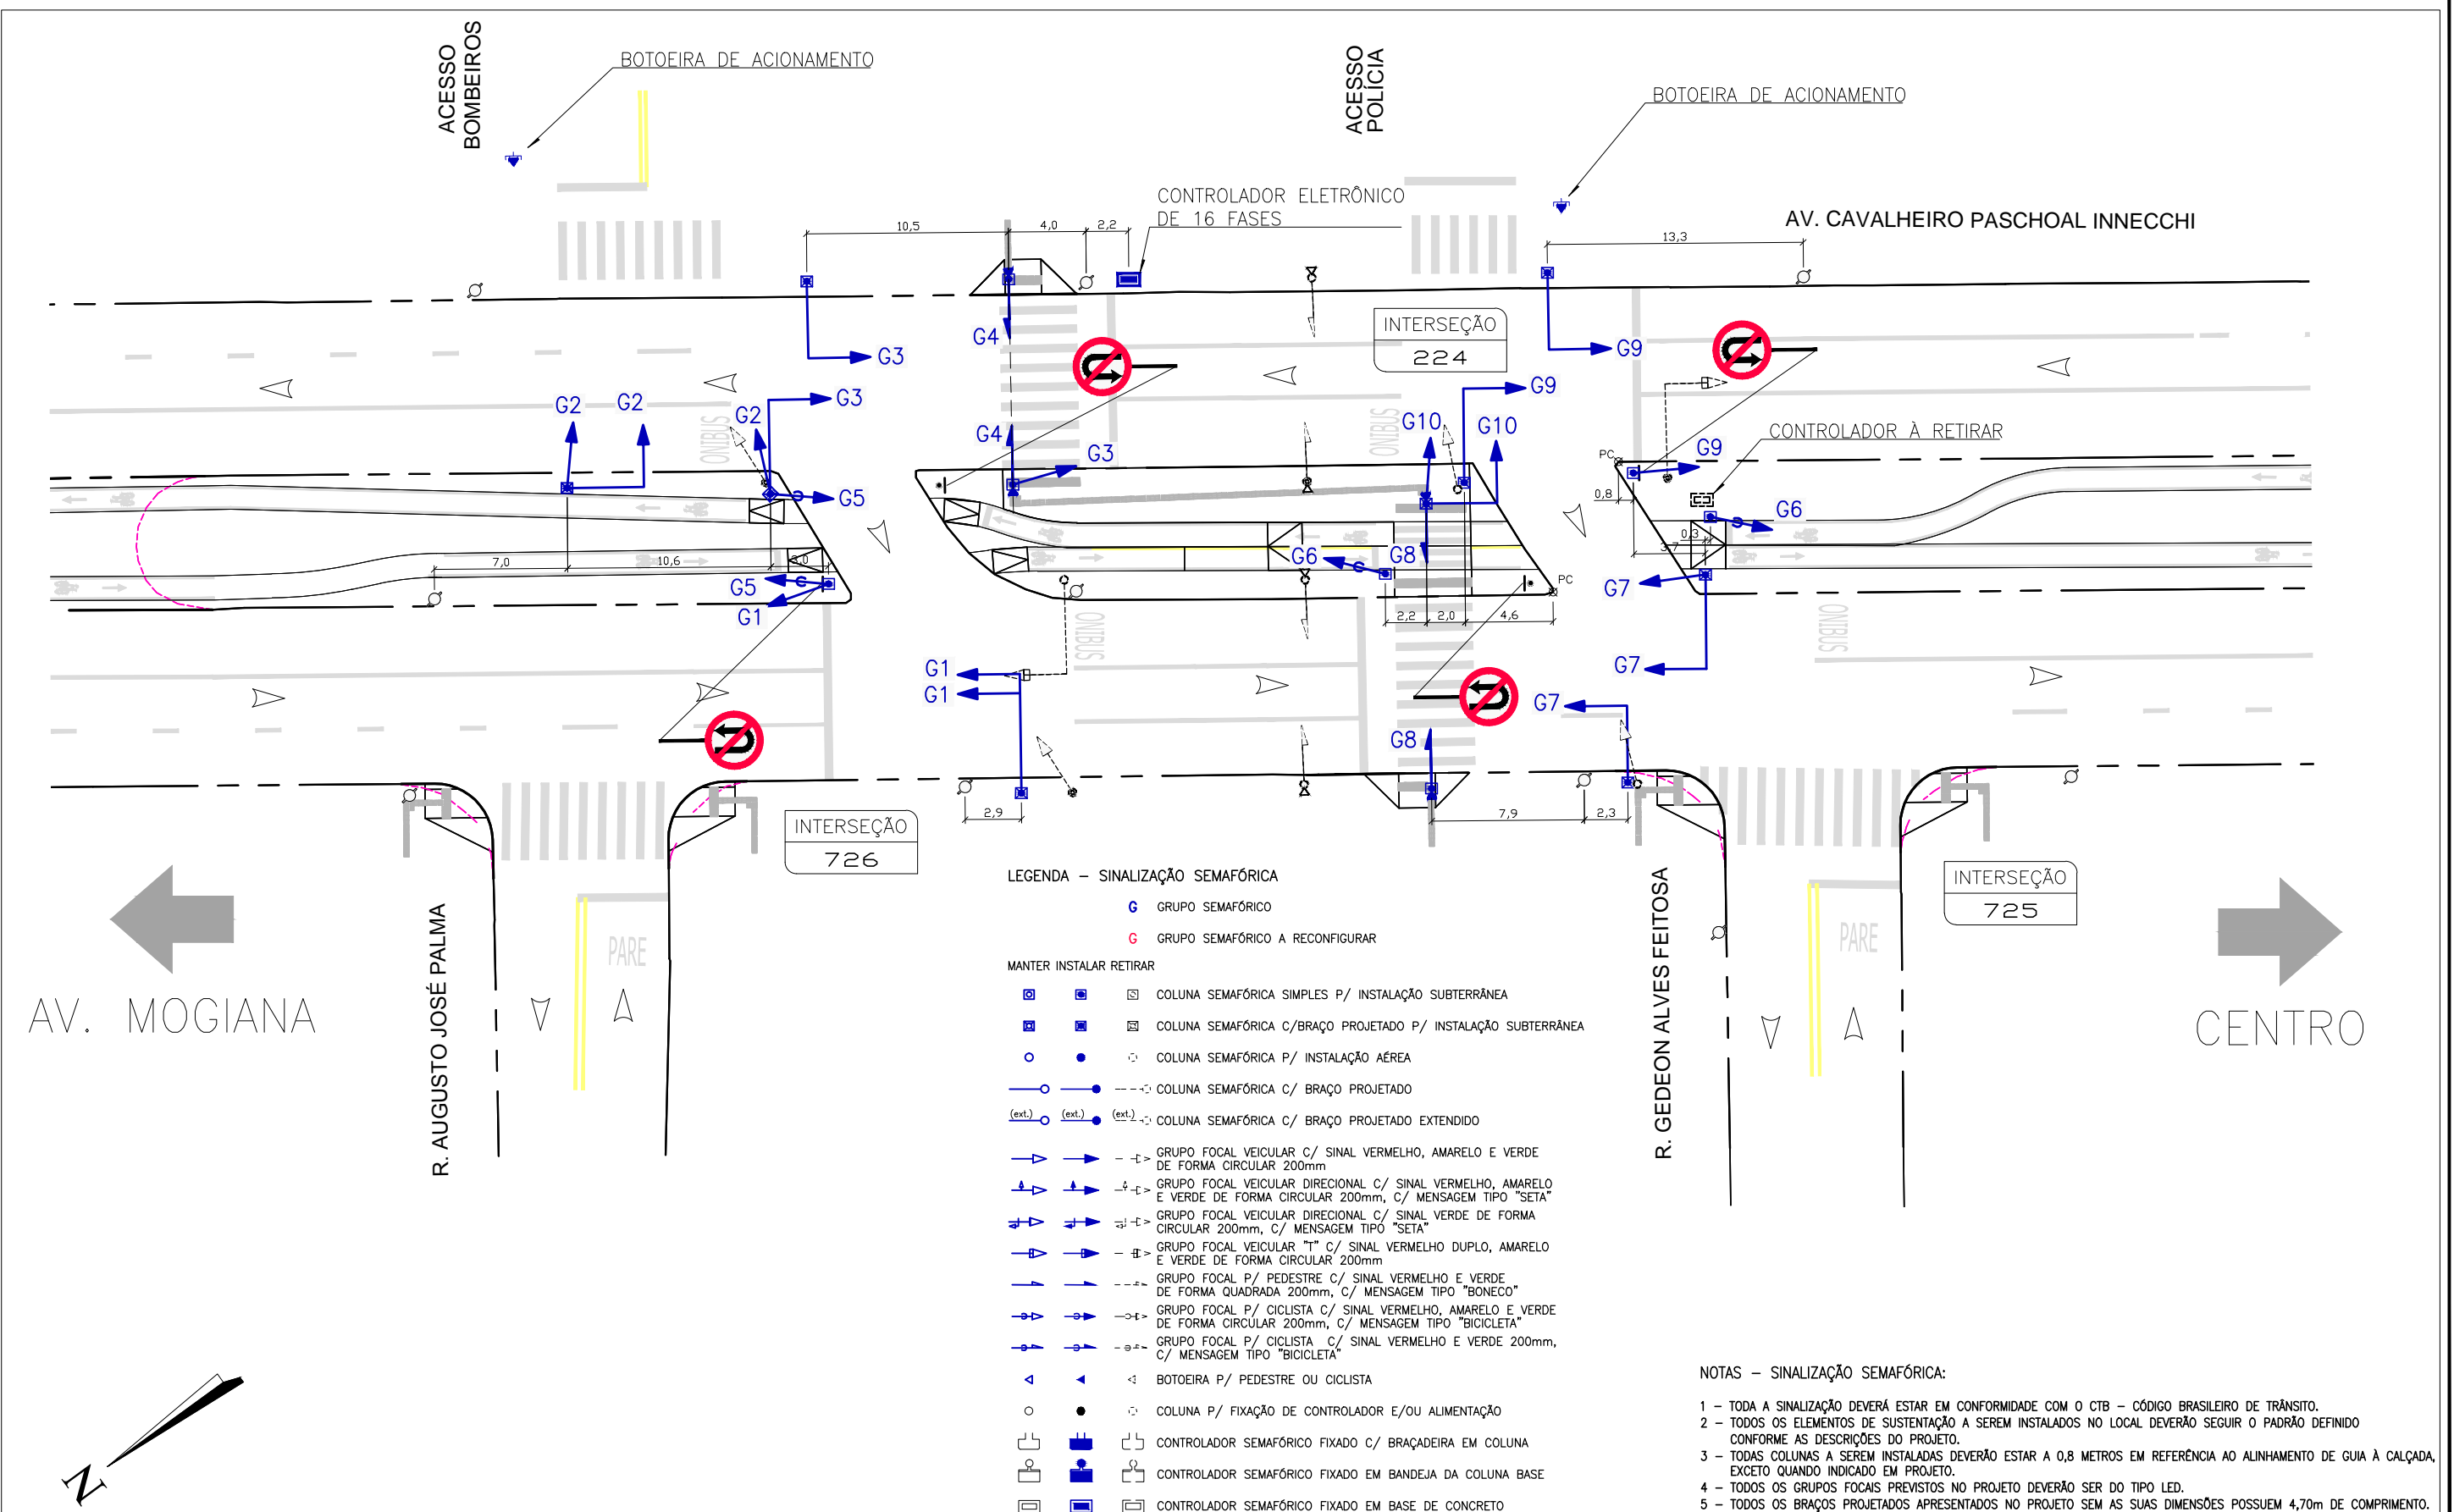 ACESSO
BOMBEIROS
BOTOEIRA DE ACIONAMENTO
ACESSO
POLÍCIA
BOTOEIRA DE ACIONAMENTO
CONTROLADOR ELETRÔNICO
DE 16 FASES
AV. CAVALHEIRO PASCHOAL INNECCHI
10,5
4,0
2,2
13,3
INTERSEÇÃO
224
G4
G3
G9
G2
G2
G2
G3
ONIBUS
G4
G3
ONIBUS
G10
G9
G10
CONTROLADOR À RETIRAR
PC
G9
0,8
G5
G6
0,3
3,7
7,0
10,6
3,0
G5
G1
G6
G8
PC
G7
2,2
2,0
4,6
ONIBUS
ONIBUS
G1
G1
G7
G7
G8
2,9
7,9
2,3
INTERSEÇÃO
726
INTERSEÇÃO
725
PARE
PARE
R. AUGUSTO JOSÉ PALMA
R. GEDEON ALVES FEITOSA
AV. MOGIANA
CENTRO
N
LEGENDA – SINALIZAÇÃO SEMAFÓRICA
G GRUPO SEMAFÓRICO
G GRUPO SEMAFÓRICO A RECONFIGURAR
MANTER INSTALAR RETIRAR
COLUNA SEMAFÓRICA SIMPLES P/ INSTALAÇÃO SUBTERRÂNEA
COLUNA SEMAFÓRICA C/BRAÇO PROJETADO P/ INSTALAÇÃO SUBTERRÂNEA
COLUNA SEMAFÓRICA P/ INSTALAÇÃO AÉREA
COLUNA SEMAFÓRICA C/ BRAÇO PROJETADO
(ext.) (ext.) (ext.) COLUNA SEMAFÓRICA C/ BRAÇO PROJETADO EXTENDIDO
GRUPO FOCAL VEICULAR C/ SINAL VERMELHO, AMARELO E VERDE
DE FORMA CIRCULAR 200mm
GRUPO FOCAL VEICULAR DIRECIONAL C/ SINAL VERMELHO, AMARELO
E VERDE DE FORMA CIRCULAR 200mm, C/ MENSAGEM TIPO "SETA"
GRUPO FOCAL VEICULAR DIRECIONAL C/ SINAL VERDE DE FORMA
CIRCULAR 200mm, C/ MENSAGEM TIPO "SETA"
GRUPO FOCAL VEICULAR "T" C/ SINAL VERMELHO DUPLO, AMARELO
E VERDE DE FORMA CIRCULAR 200mm
GRUPO FOCAL P/ PEDESTRE C/ SINAL VERMELHO E VERDE
DE FORMA QUADRADA 200mm, C/ MENSAGEM TIPO "BONECO"
GRUPO FOCAL P/ CICLISTA C/ SINAL VERMELHO, AMARELO E VERDE
DE FORMA CIRCULAR 200mm, C/ MENSAGEM TIPO "BICICLETA"
GRUPO FOCAL P/ CICLISTA C/ SINAL VERMELHO E VERDE 200mm,
C/ MENSAGEM TIPO "BICICLETA"
BOTOEIRA P/ PEDESTRE OU CICLISTA
COLUNA P/ FIXAÇÃO DE CONTROLADOR E/OU ALIMENTAÇÃO
CONTROLADOR SEMAFÓRICO FIXADO C/ BRAÇADEIRA EM COLUNA
CONTROLADOR SEMAFÓRICO FIXADO EM BANDEJA DA COLUNA BASE
CONTROLADOR SEMAFÓRICO FIXADO EM BASE DE CONCRETO
NOTAS – SINALIZAÇÃO SEMAFÓRICA:
1 – TODA A SINALIZAÇÃO DEVERÁ ESTAR EM CONFORMIDADE COM O CTB – CÓDIGO BRASILEIRO DE TRÂNSITO.
2 – TODOS OS ELEMENTOS DE SUSTENTAÇÃO A SEREM INSTALADOS NO LOCAL DEVERÃO SEGUIR O PADRÃO DEFINIDO
CONFORME AS DESCRIÇÕES DO PROJETO.
3 – TODAS COLUNAS A SEREM INSTALADAS DEVERÃO ESTAR A 0,8 METROS EM REFERÊNCIA AO ALINHAMENTO DE GUIA À CALÇADA,
EXCETO QUANDO INDICADO EM PROJETO.
4 – TODOS OS GRUPOS FOCAIS PREVISTOS NO PROJETO DEVERÃO SER DO TIPO LED.
5 – TODOS OS BRAÇOS PROJETADOS APRESENTADOS NO PROJETO SEM AS SUAS DIMENSÕES POSSUEM 4,70m DE COMPRIMENTO.